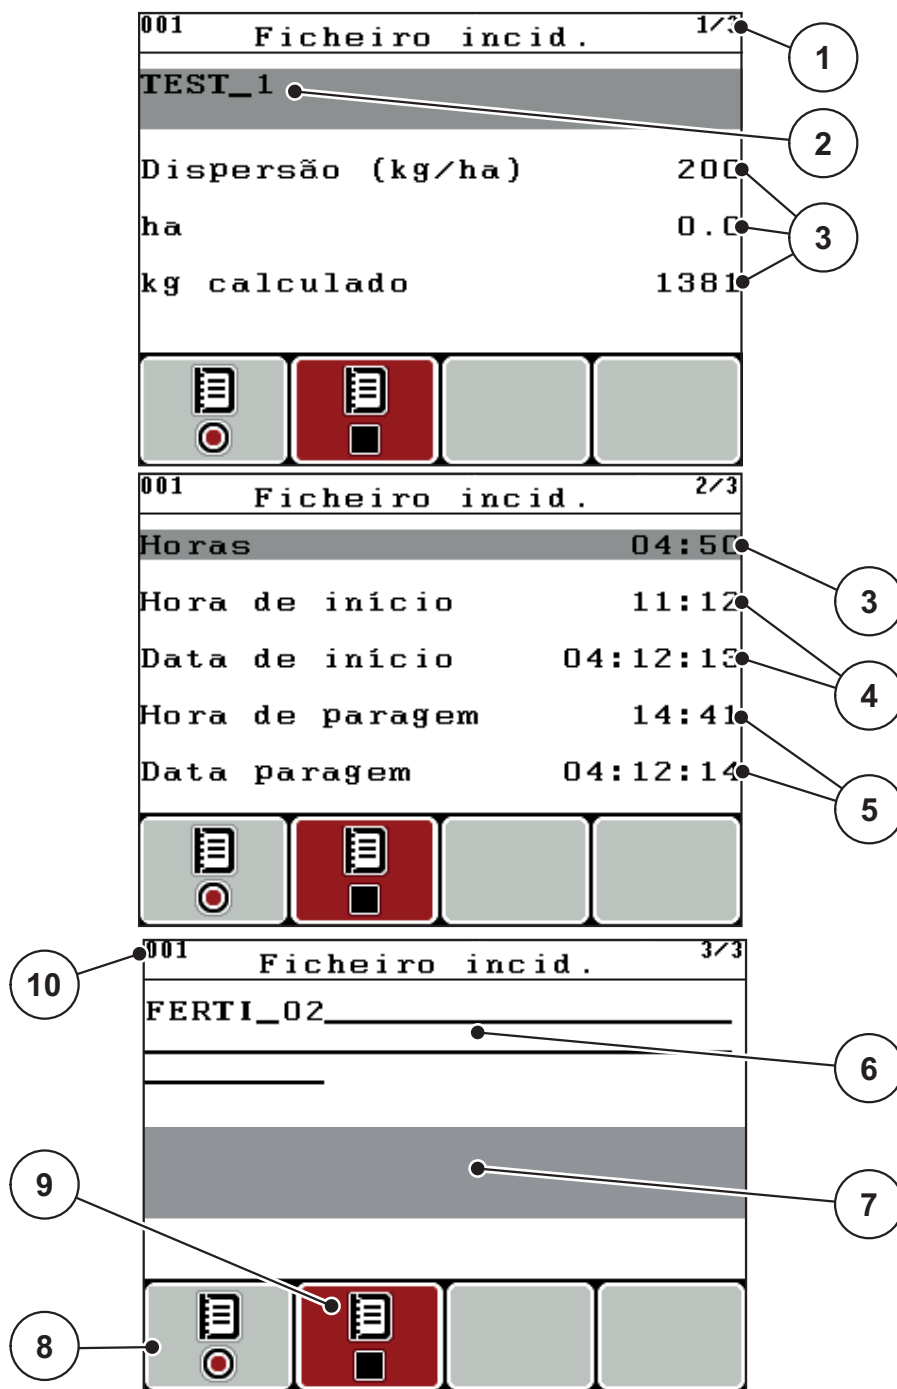 001 Ficheiro incid. 1/3
1
TEST_1
2
Dispersão (kg/ha) 200
ha 0.0
3
kg calculado 1381
001 Ficheiro incid. 2/3
Horas 04:50
3
Hora de início 11:12
Data de início 04:12:13
4
Hora de paragem 14:41
Data paragem 04:12:14
5
001 Ficheiro incid. 3/3
10
FERTI_02
6
9
7
8